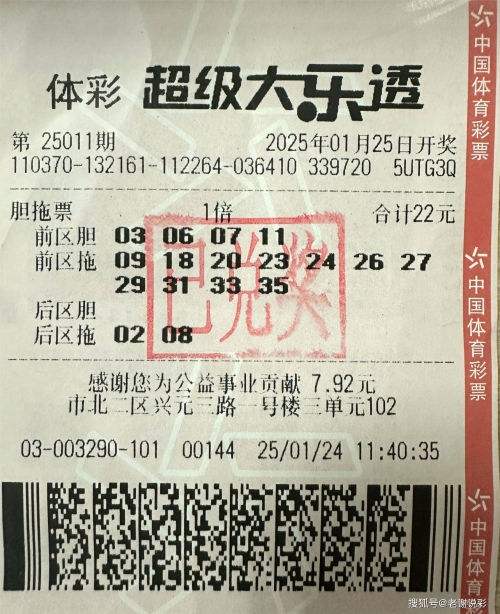 体彩 超级大乐透
第 25011期 2025年01月25日开奖
110370-132161-112264-036410 339720 5UTG3Q
胆拖票 1倍 合计22元
前区胆 03 06 07 11
前区拖 09 18 20 23 24 26 27
29 31 33 35
后区胆
后区拖 02 08
已兑奖
感谢您为公益事业贡献 7.92元
市北二区兴元三路一号楼三单元102
03-003290-101 00144 25/01/24 11:40:35
中国体育彩票
中国体育彩票
中国体育
搜狐号@老谢说彩